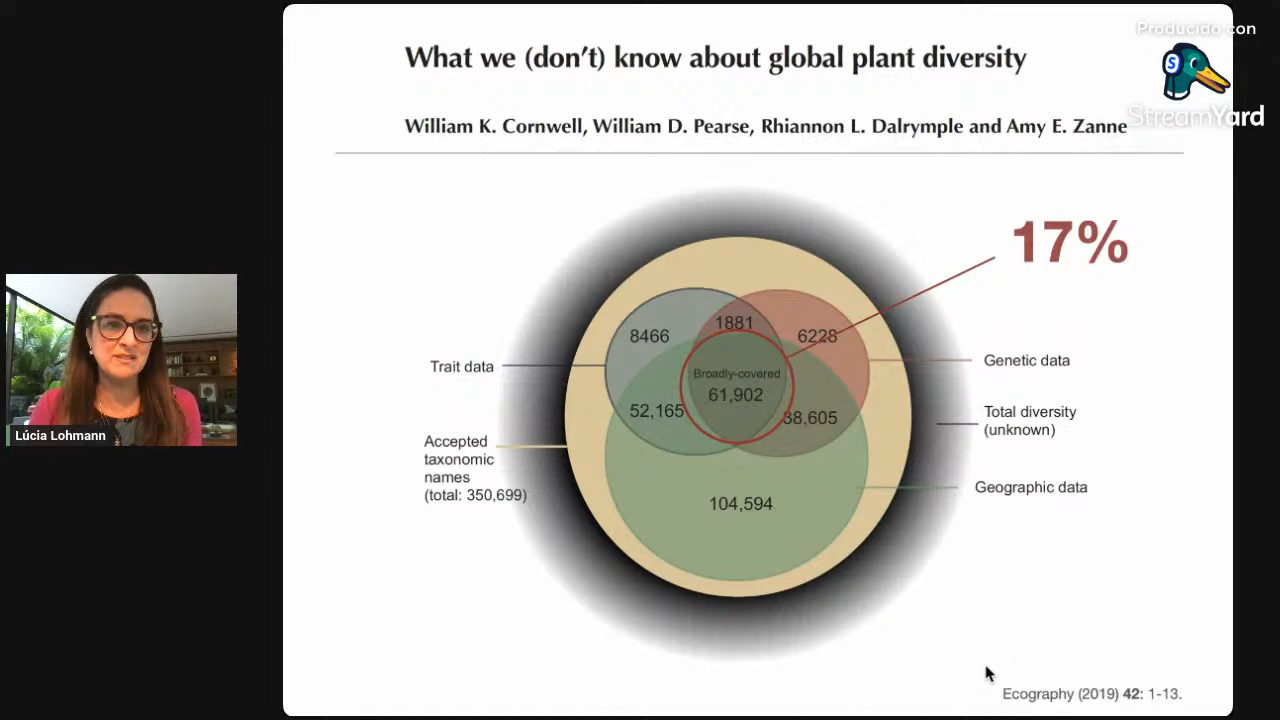 Producido con
StreamYard
What we (don't) know about global plant diversity
William K. Cornwell, William D. Pearse, Rhiannon L. Dalrymple and Amy E. Zanne
17%
8466
1881
6228
Trait data
Genetic data
Broadly-covered
61,902
52,165
38,605
Total diversity
(unknown)
Accepted
taxonomic
names
(total: 350,699)
Geographic data
104,594
Lúcia Lohmann
Ecography (2019) 42: 1-13.